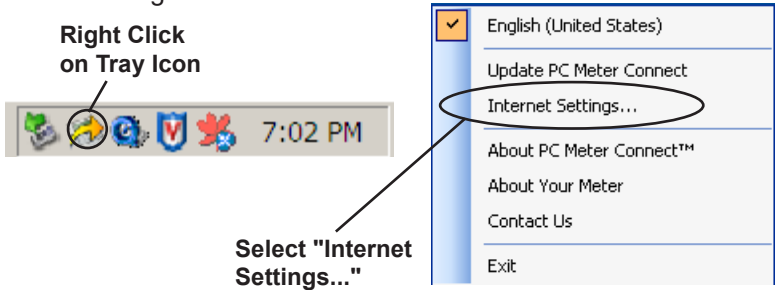 Right Click
on Tray Icon
7:02 PM
Select "Internet
Settings..."
English (United States)
Update PC Meter Connect
Internet Settings...
About PC Meter Connect™
About Your Meter
Contact Us
Exit